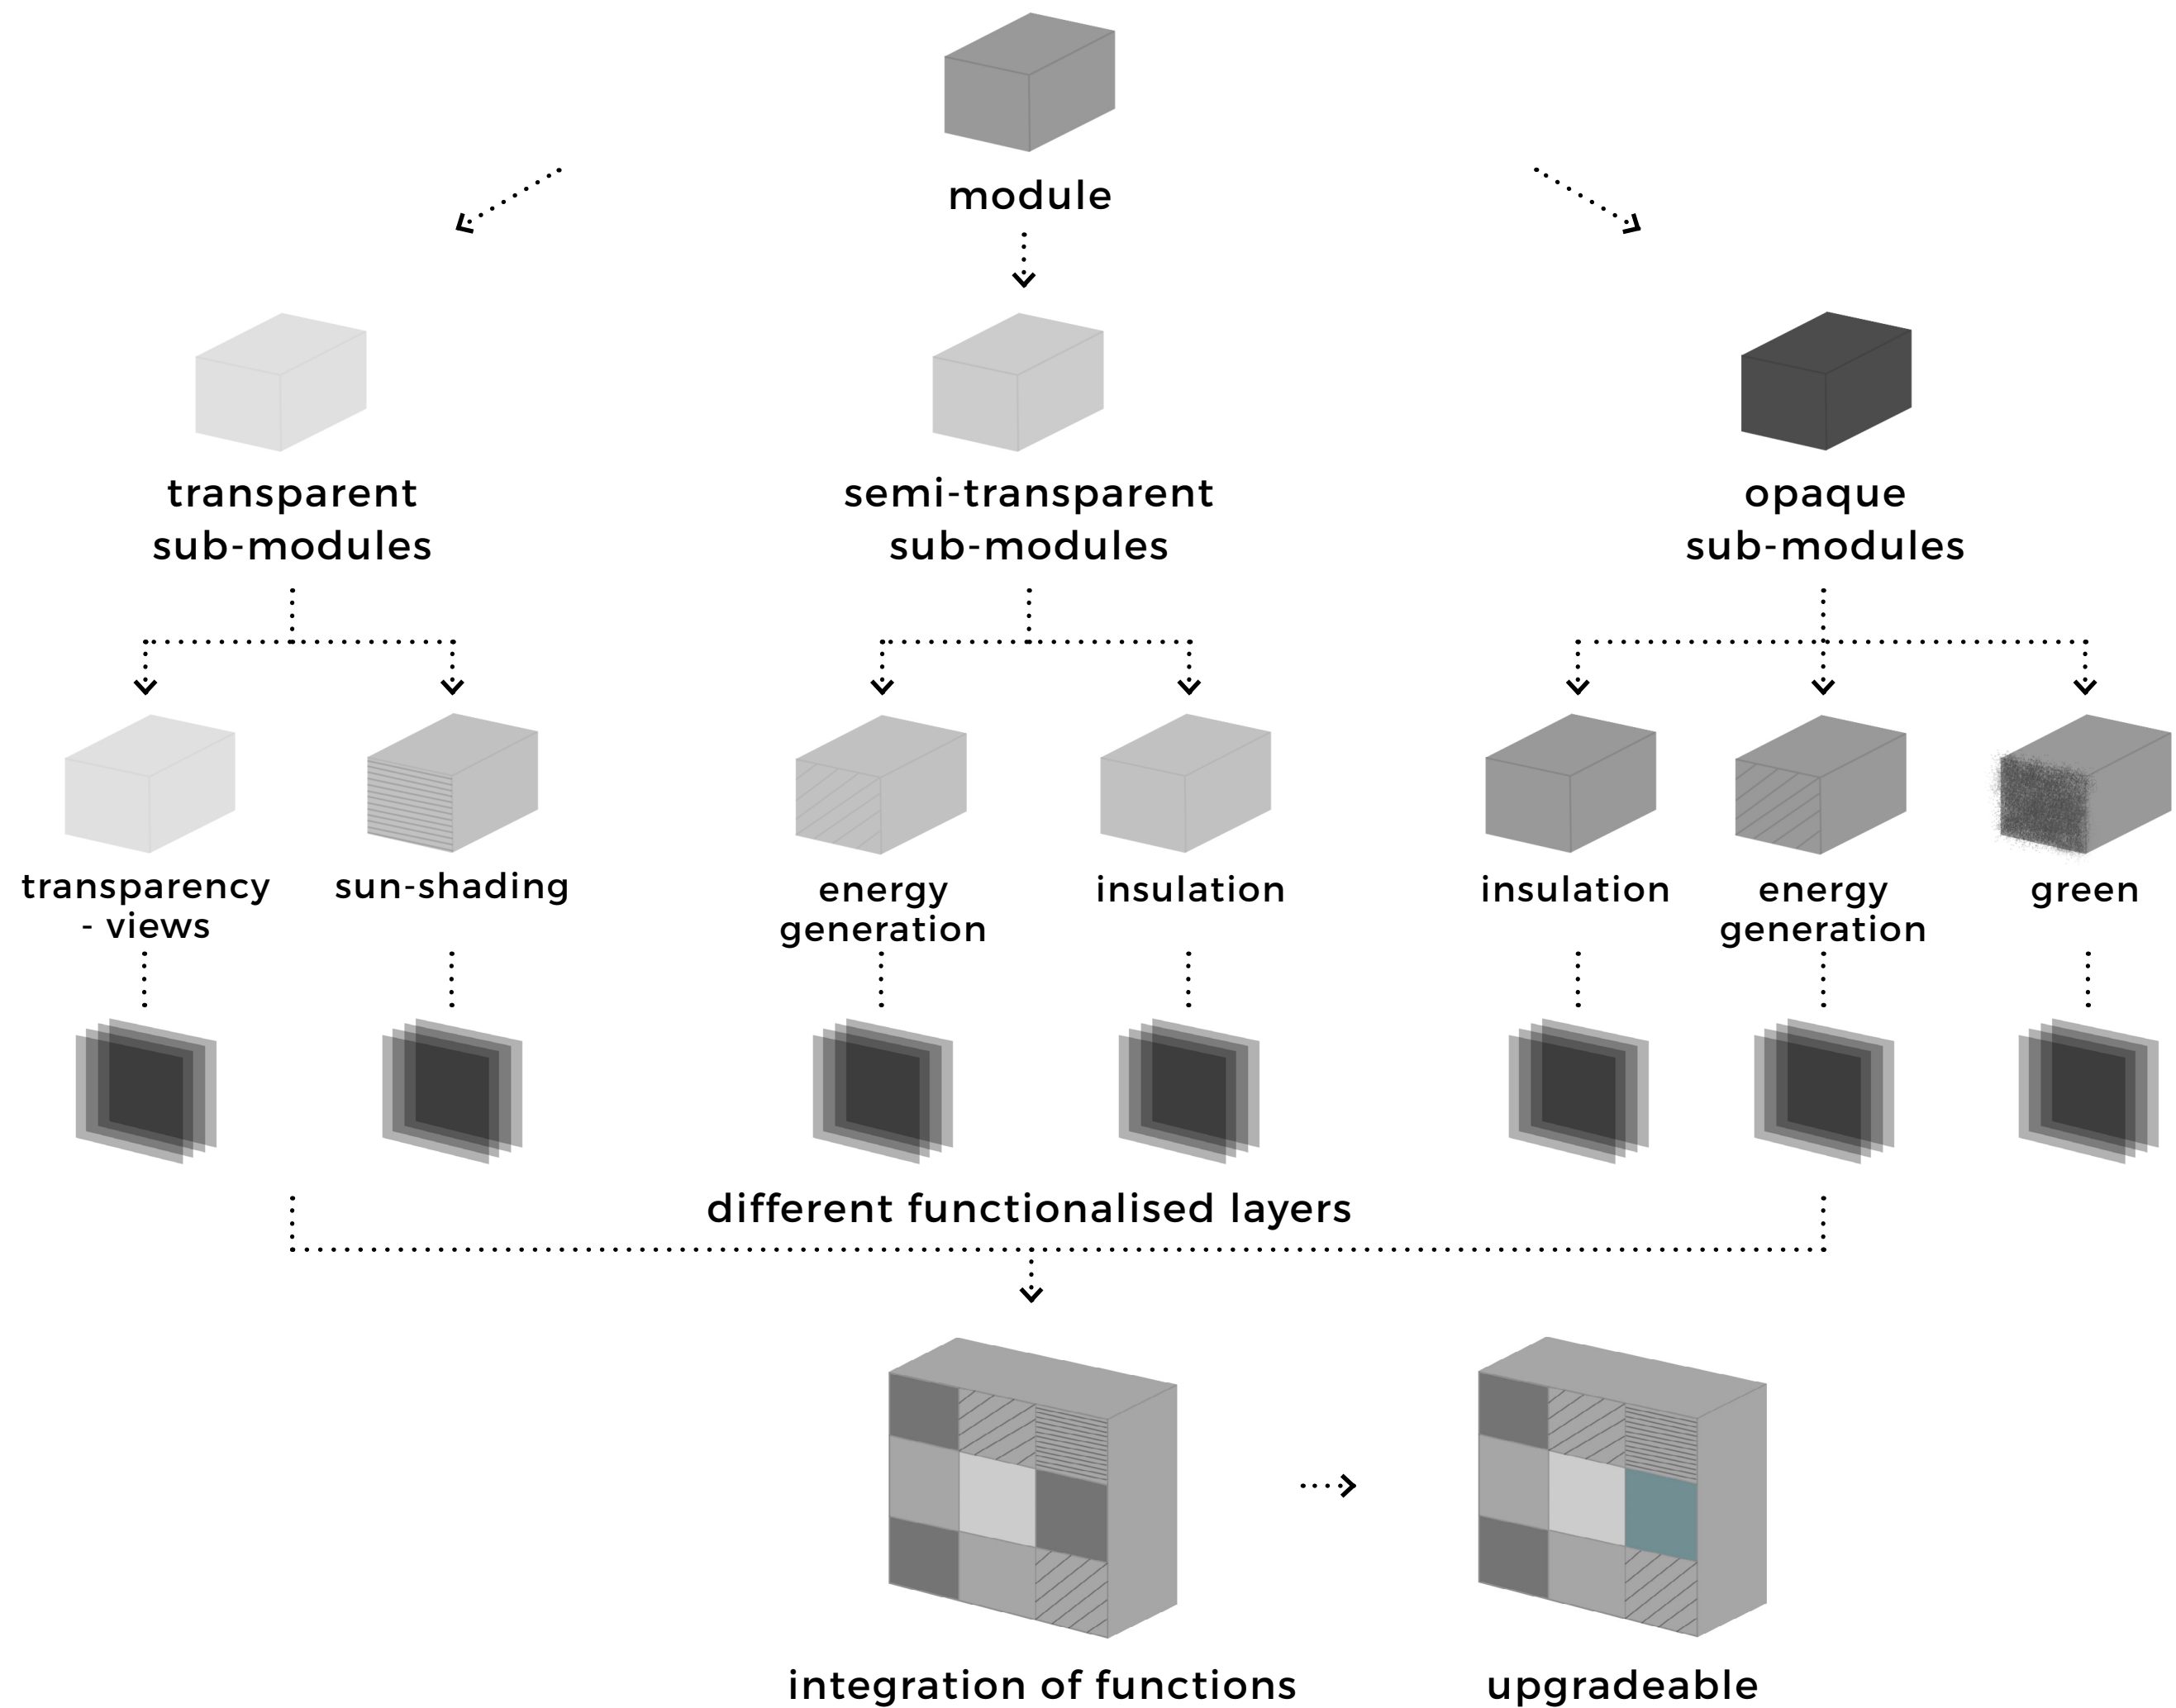 module
transparent
sub-modules
semi-transparent
sub-modules
opaque
sub-modules
transparency
- views
sun-shading
energy
generation
insulation
insulation
energy
generation
green
different functionalised layers
integration of functions
upgradeable